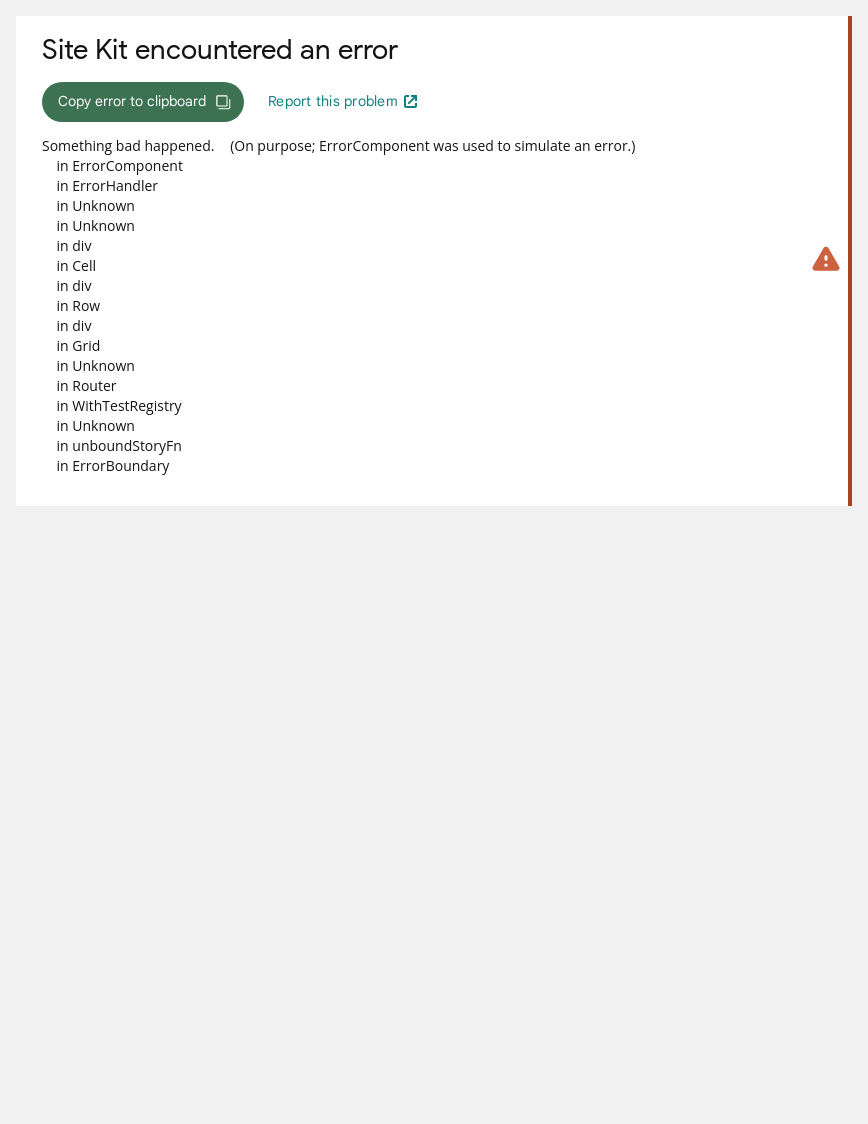 Site Kit encountered an error
Copy error to clipboard
Report this problem
Something bad happened. (On purpose; ErrorComponent was used to simulate an error.)
in ErrorComponent
in ErrorHandler
in Unknown
in Unknown
in div
in Cell
in div
in Row
in div
in Grid
in Unknown
in Router
in WithTestRegistry
in Unknown
in unboundStoryFn
in ErrorBoundary